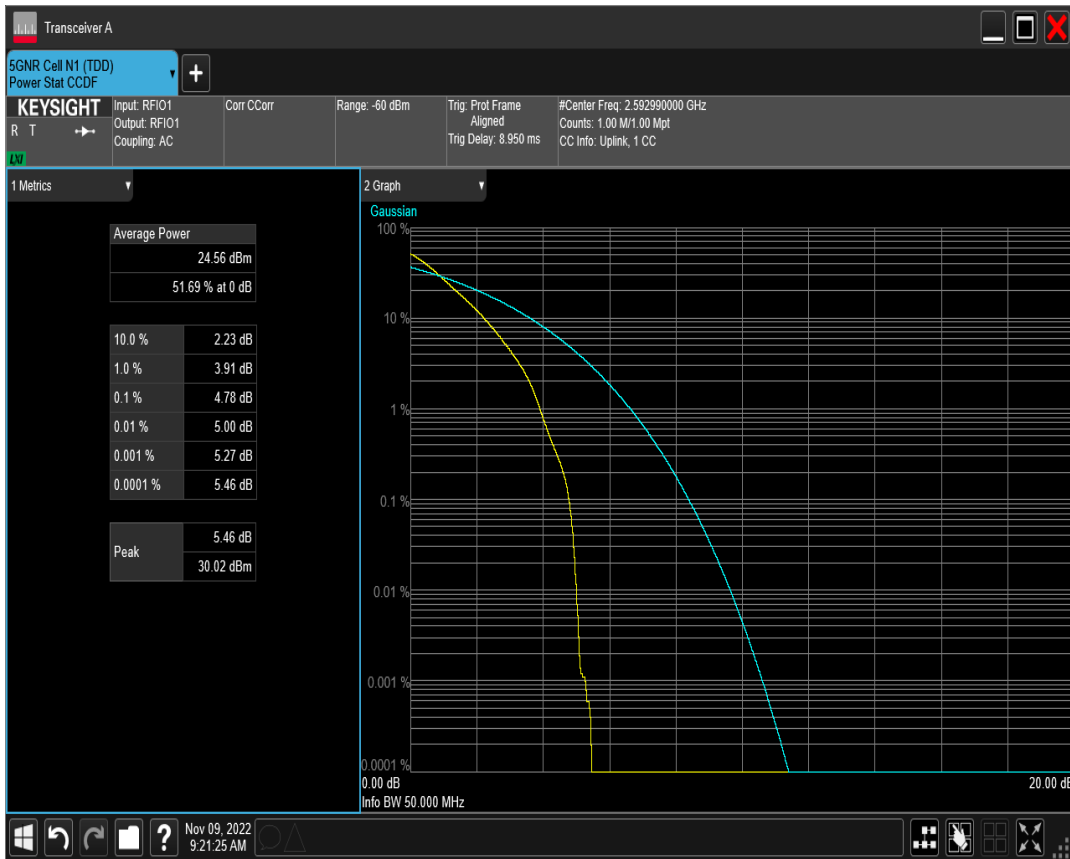 Transceiver A
5GNR Cell N1 (TDD)
Power Stat CCDF
+
KEYSIGHT
R T
LXI
Input: RFIO1
Output: RFIO1
Coupling: AC
Corr CCorr
Range: -60 dBm
Trig: Prot Frame
Aligned
Trig Delay: 8.950 ms
#Center Freq: 2.592990000 GHz
Counts: 1.00 M/1.00 Mpt
CC Info: Uplink, 1 CC
1 Metrics
Average Power
24.56 dBm
51.69 % at 0 dB
10.0 % 2.23 dB
1.0 % 3.91 dB
0.1 % 4.78 dB
0.01 % 5.00 dB
0.001 % 5.27 dB
0.0001 % 5.46 dB
Peak
5.46 dB
30.02 dBm
2 Graph
Gaussian
100 %
10 %
1 %
0.1 %
0.01 %
0.001 %
0.0001 %
0.00 dB
20.00 dB
Info BW 50.000 MHz
?
Nov 09, 2022
9:21:25 AM